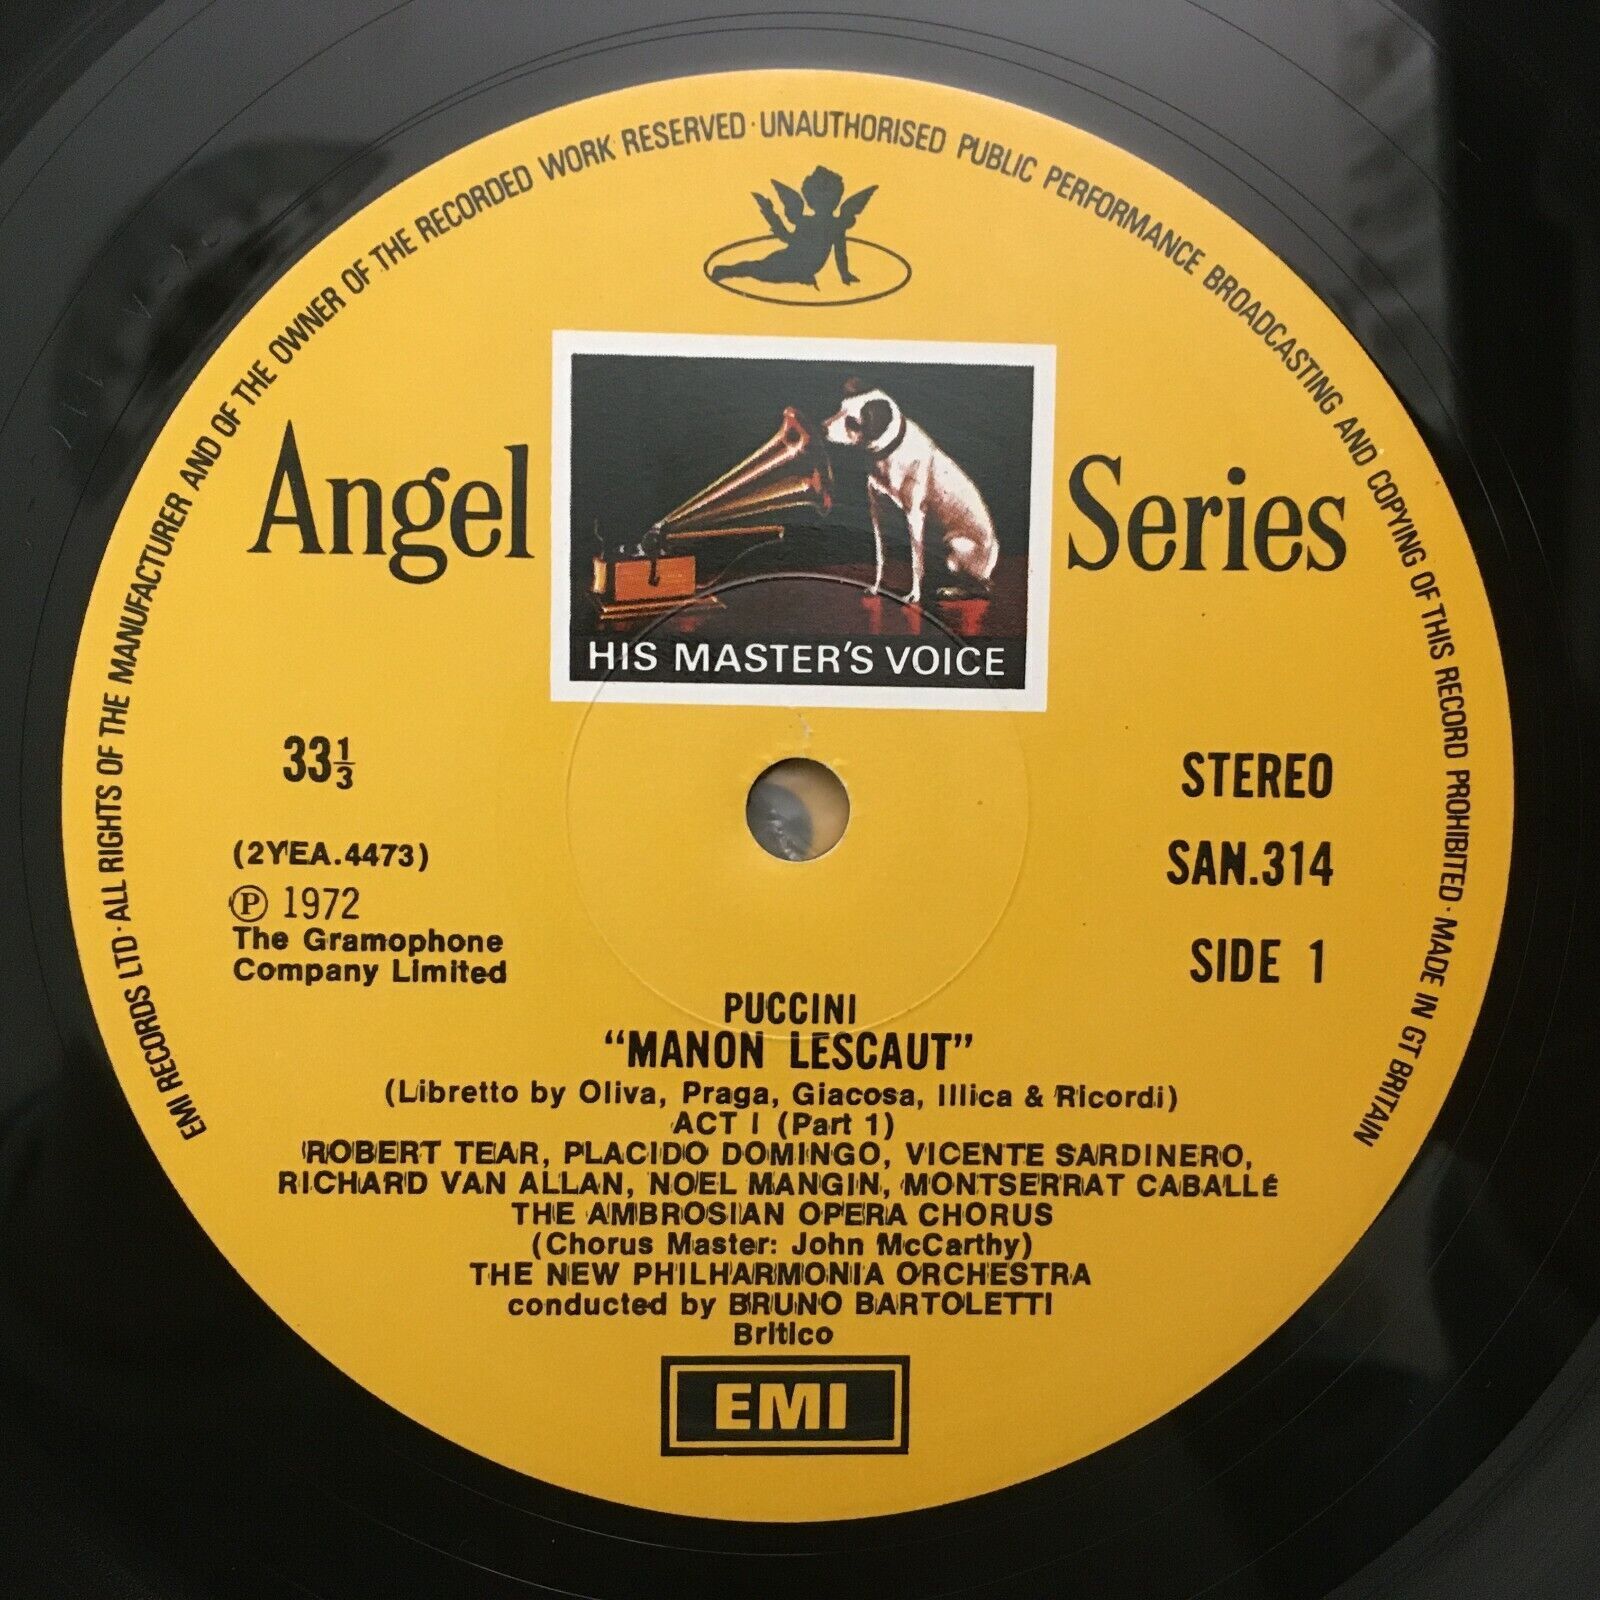 EMI RECORDS LTD · ALL RIGHTS OF THE MANUFACTURER AND OF THE OWNER OF THE RECORDED WORK RESERVED · UNAUTHORISED PUBLIC PERFORMANCE BROADCASTING AND COPYING OF THIS RECORD PROHIBITED · MADE IN GT BRITAIN
Angel Series
HIS MASTER'S VOICE
33⅓
STEREO
(2YEA.4473)
SAN.314
Ⓟ 1972
The Gramophone
Company Limited
SIDE 1
PUCCINI
“MANON LESCAUT”
(Libretto by Oliva, Praga, Giacosa, Illica & Ricordi)
ACT I (Part 1)
ROBERT TEAR, PLACIDO DOMINGO, VICENTE SARDINERO,
RICHARD VAN ALLAN, NOEL MANGIN, MONTSERRAT CABALLÉ
THE AMBROSIAN OPERA CHORUS
(Chorus Master: John McCarthy)
THE NEW PHILHARMONIA ORCHESTRA
conducted by BRUNO BARTOLETTI
Britico
EMI